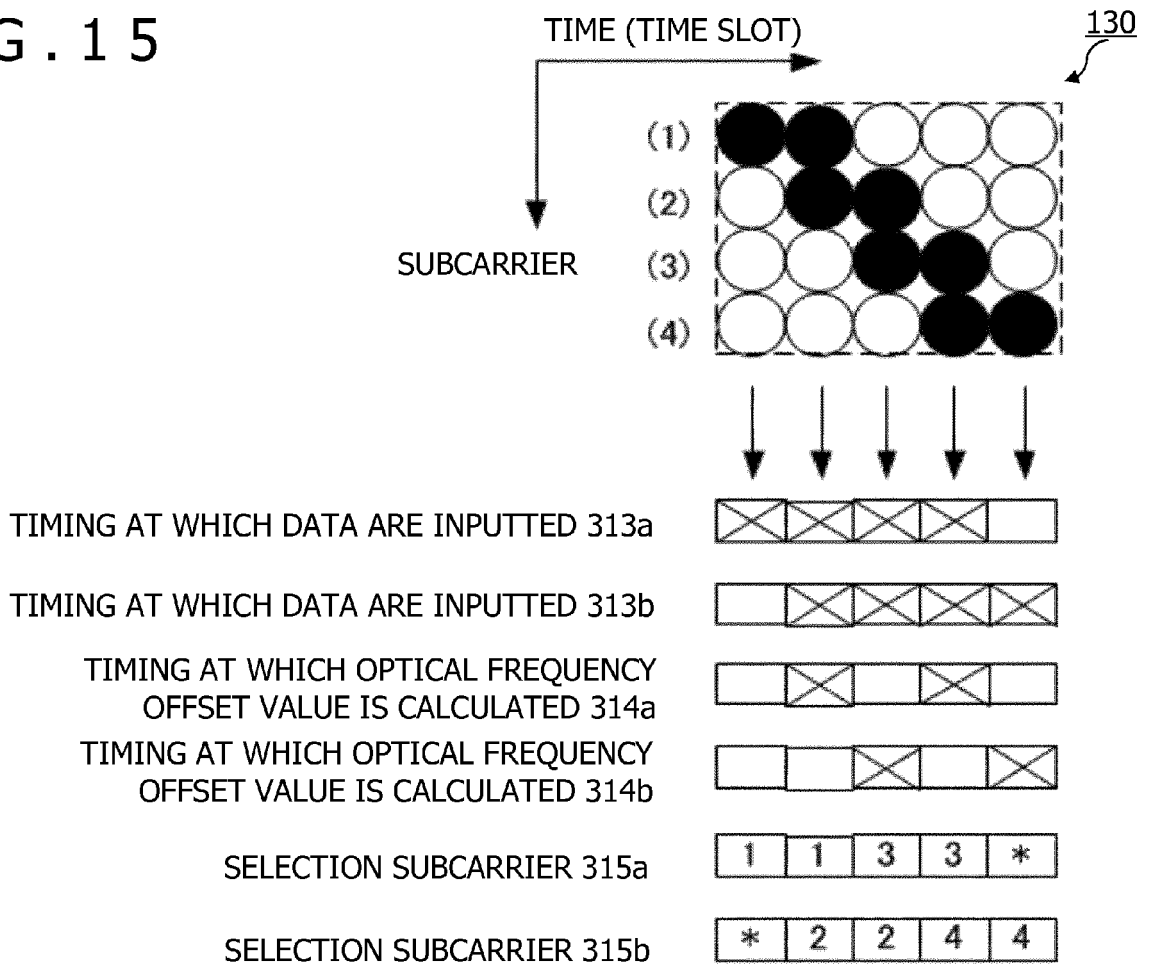 G.15
TIME (TIME SLOT)
130
(1)
(2)
SUBCARRIER
(3)
(4)
TIMING AT WHICH DATA ARE INPUTTED 313a
TIMING AT WHICH DATA ARE INPUTTED 313b
TIMING AT WHICH OPTICAL FREQUENCY
OFFSET VALUE IS CALCULATED 314a
TIMING AT WHICH OPTICAL FREQUENCY
OFFSET VALUE IS CALCULATED 314b
SELECTION SUBCARRIER 315a 1 1 3 3 *
SELECTION SUBCARRIER 315b * 2 2 4 4